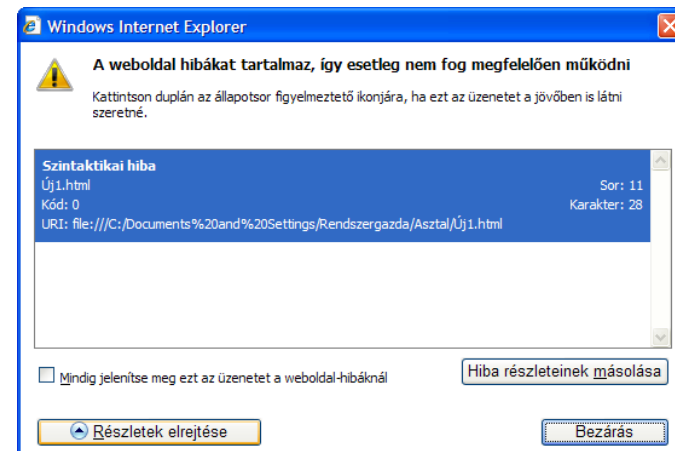 Windows Internet Explorer
A weboldal hibákat tartalmaz, így esetleg nem fog megfelelően működni
Kattintson duplán az állapotsor figyelmeztető ikonjára, ha ezt az üzenetet a jövőben is látni
szeretné.
Szintaktikai hiba
Új1.html Sor: 11
Kód: 0 Karakter: 28
URI: file:///C:/Documents%20and%20Settings/Rendszergazda/Asztal/Új1.html
Mindig jelenítse meg ezt az üzenetet a weboldal-hibáknál
Hiba részleteinek másolása
Részletek elrejtése
Bezárás